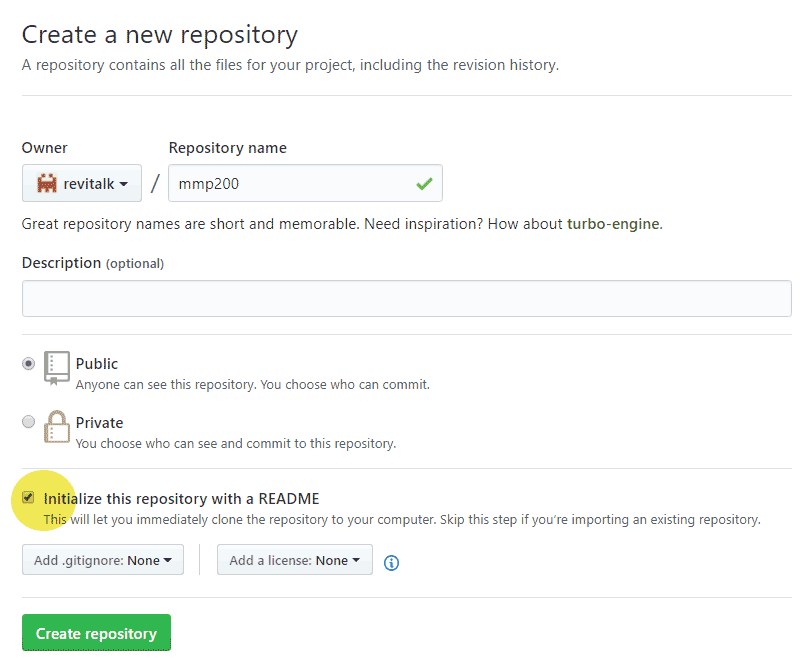 Create a new repository
A repository contains all the files for your project, including the revision history.
Owner
Repository name
revitalk
/
mmp200
Great repository names are short and memorable. Need inspiration? How about turbo-engine.
Description (optional)
Public
Anyone can see this repository. You choose who can commit.
Private
You choose who can see and commit to this repository.
Initialize this repository with a README
This will let you immediately clone the repository to your computer. Skip this step if you’re importing an existing repository.
Add .gitignore: None
Add a license: None
Create repository